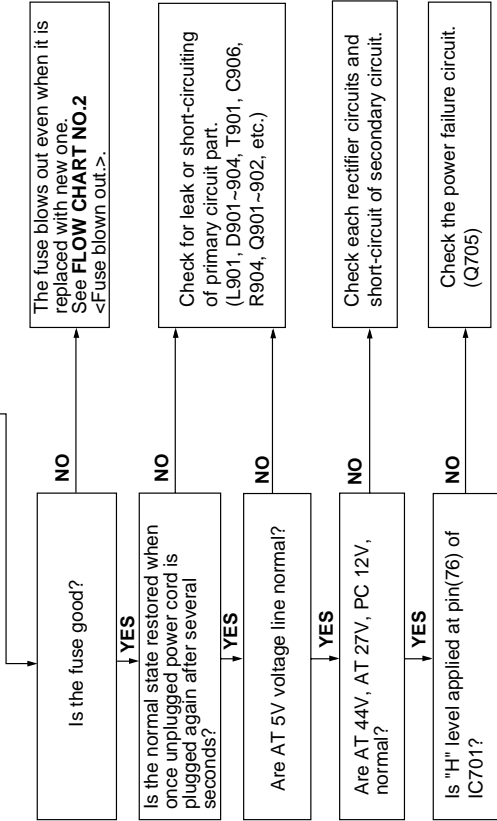 Is the fuse good?
NO
The fuse blows out even when it is
replaced with new one.
See FLOW CHART NO.2
<Fuse blown out.>.
YES
Is the normal state restored when
once unplugged power cord is
plugged again after several
seconds?
NO
Check for leak or short-circuiting
of primary circuit part.
(L901, D901~904, T901, C906,
R904, Q901~902, etc.)
YES
Are AT 5V voltage line normal?
NO
YES
Are AT 44V, AT 27V, PC 12V,
normal?
NO
Check each rectifier circuits and
short-circuit of secondary circuit.
YES
Is "H" level applied at pin(76) of
IC701?
NO
Check the power failure circuit.
(Q705)